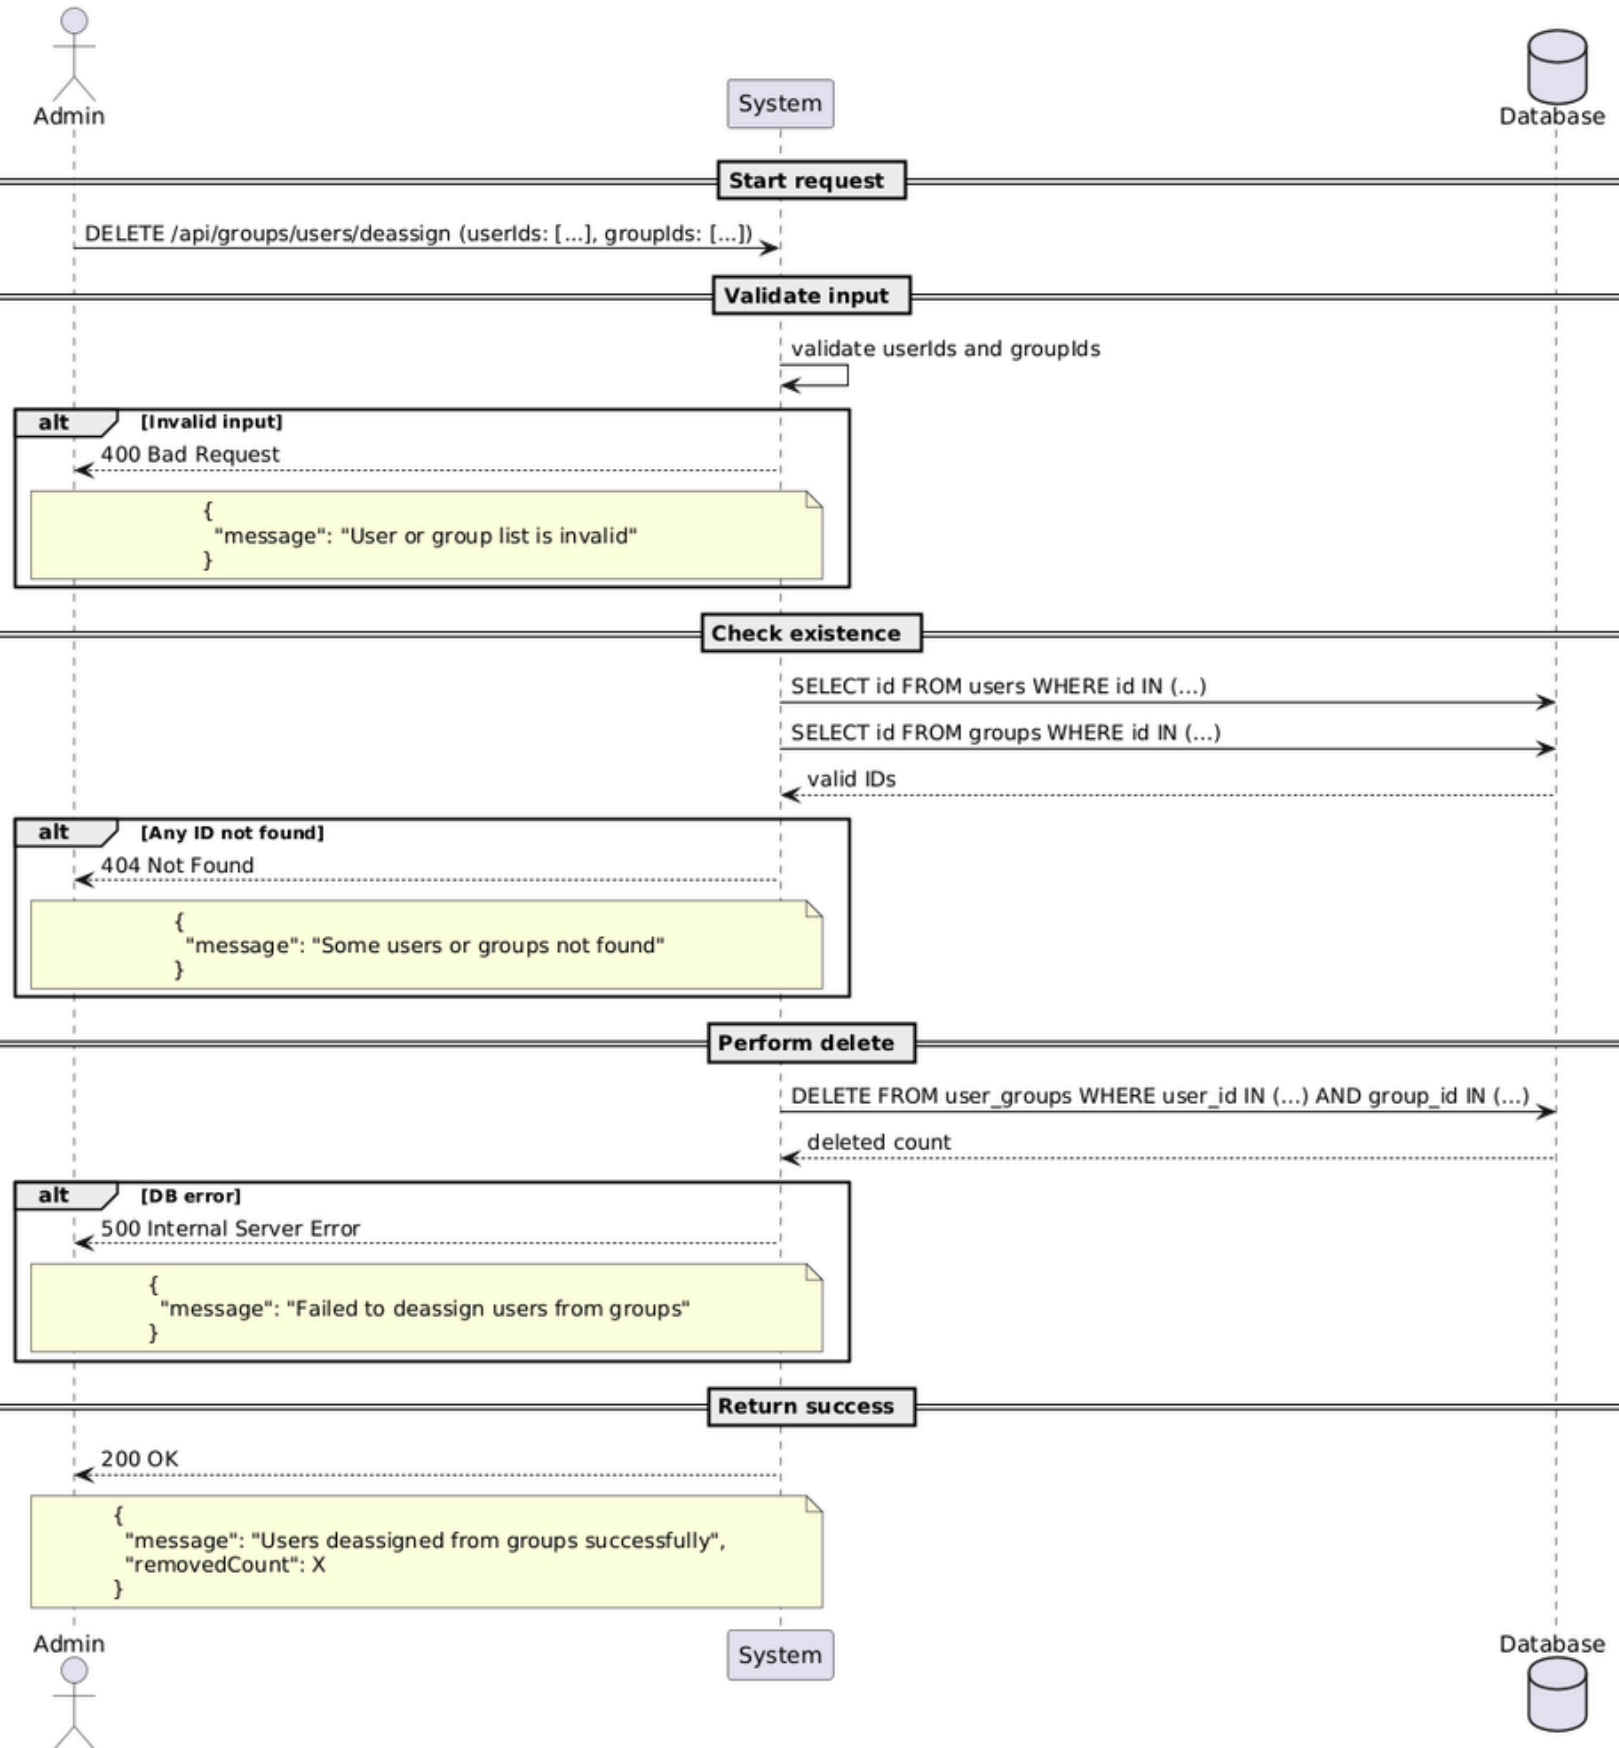 Admin
System
Database
Start request
DELETE /api/groups/users/deassign (userIds: [...], groupIds: [...])
Validate input
validate userIds and groupIds
alt [Invalid input]
400 Bad Request
{
"message": "User or group list is invalid"
}
Check existence
SELECT id FROM users WHERE id IN (...)
SELECT id FROM groups WHERE id IN (...)
valid IDs
alt [Any ID not found]
404 Not Found
{
"message": "Some users or groups not found"
}
Perform delete
DELETE FROM user_groups WHERE user_id IN (...) AND group_id IN (...)
deleted count
alt [DB error]
500 Internal Server Error
{
"message": "Failed to deassign users from groups"
}
Return success
200 OK
{
"message": "Users deassigned from groups successfully",
"removedCount": X
}
Admin
System
Database